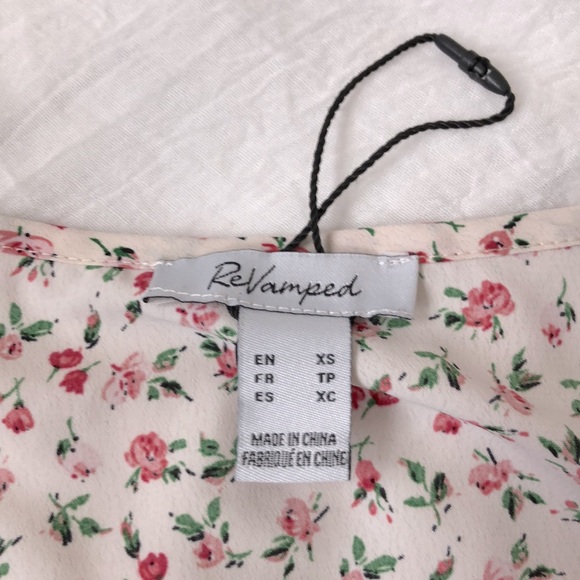 ReVamped
EN XS
FR TP
ES XC
MADE IN CHINA
FABRIQUÉ EN CHINE